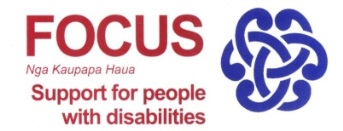 FOCUS
Nga Kaupapa Haua
Support for people
with disabilities